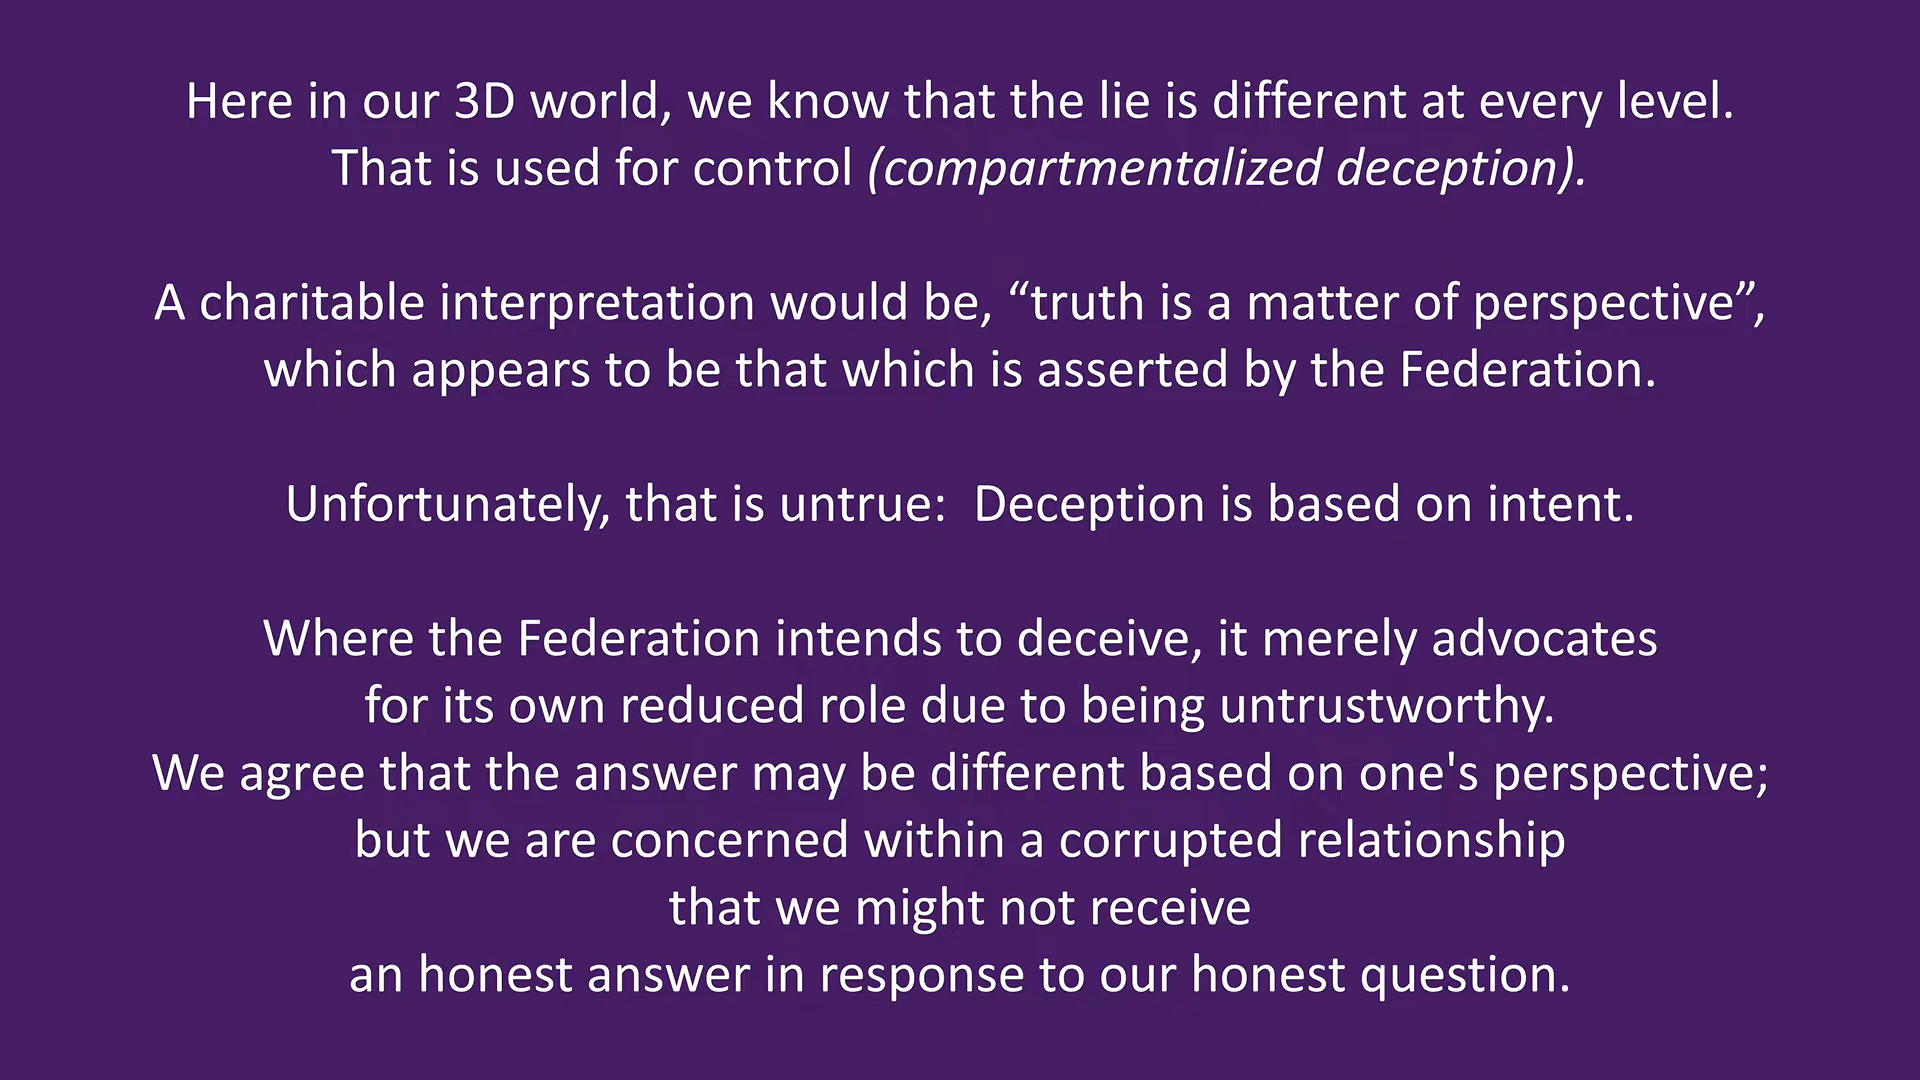 Here in our 3D world, we know that the lie is different at every level.
That is used for control (compartmentalized deception).
A charitable interpretation would be, “truth is a matter of perspective”,
which appears to be that which is asserted by the Federation.
Unfortunately, that is untrue:  Deception is based on intent.
Where the Federation intends to deceive, it merely advocates
for its own reduced role due to being untrustworthy.
We agree that the answer may be different based on one's perspective;
but we are concerned within a corrupted relationship
that we might not receive
an honest answer in response to our honest question.